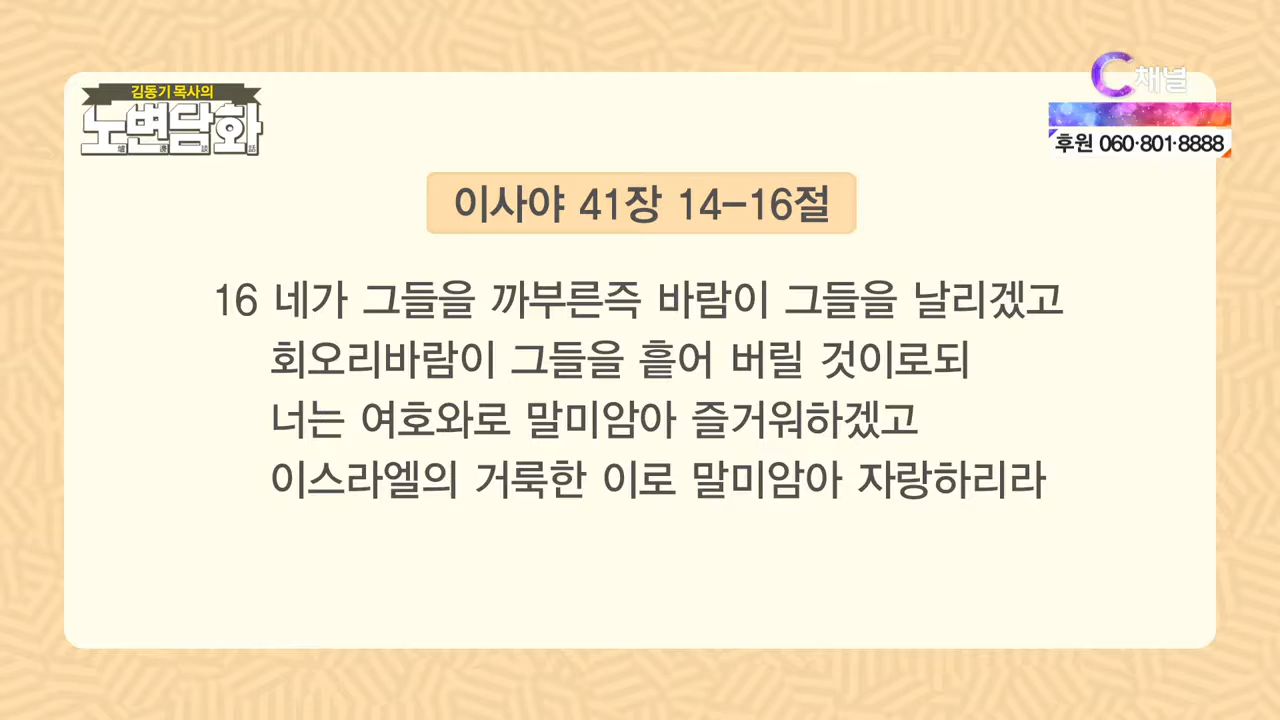 김동기 목사의
노변담화
爐邊談話
C채널
후원 060·801·8888
이사야 41장 14-16절
16 네가 그들을 까부른즉 바람이 그들을 날리겠고
회오리바람이 그들을 흩어 버릴 것이로되
너는 여호와로 말미암아 즐거워하겠고
이스라엘의 거룩한 이로 말미암아 자랑하리라